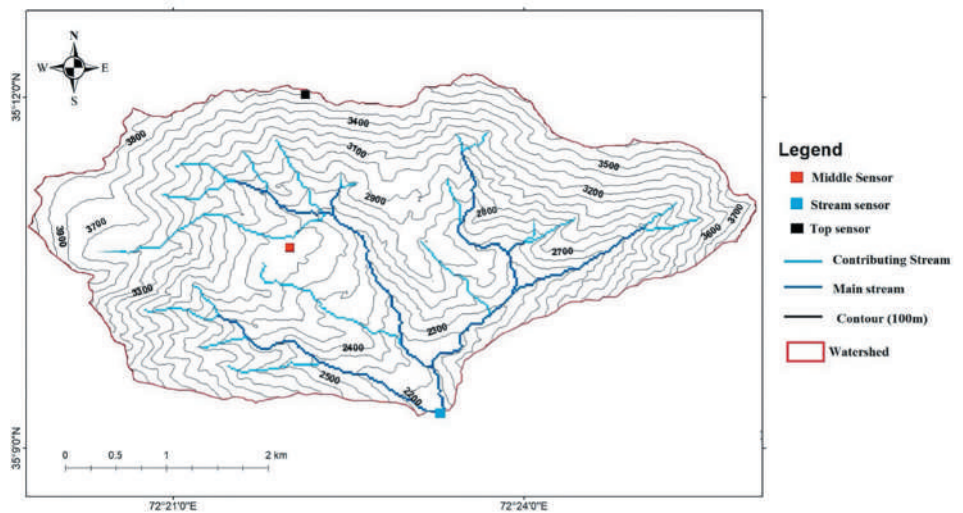 N
W E
S
35°12'0"N
35°9'0"N
3800
3400
3100
2900
3500
3200
2800
2700
3700
3600
3700
3900
3300
2300
2400
2500
2200
0 0.5 1 2 km
72°21'0"E
72°24'0"E
Legend
Middle Sensor
Stream sensor
Top sensor
Contributing Stream
Main stream
Contour (100m)
Watershed